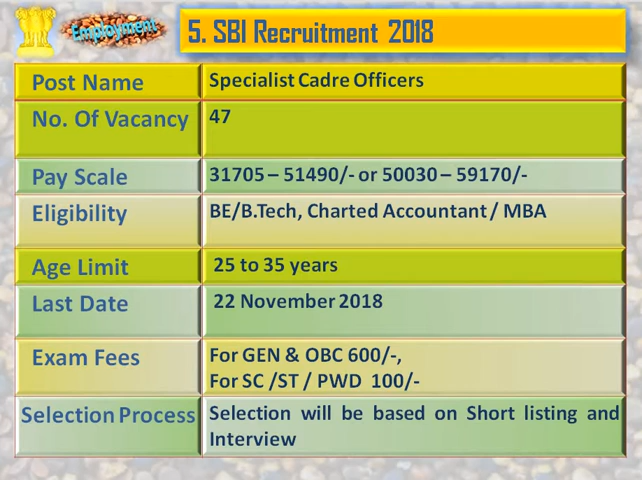 Employment
5. SBI Recruitment 2018
Post Name
Specialist Cadre Officers
No. Of Vacancy
47
Pay Scale
31705 – 51490/- or 50030 – 59170/-
Eligibility
BE/B.Tech, Charted Accountant / MBA
Age Limit
25 to 35 years
Last Date
22 November 2018
Exam Fees
For GEN & OBC 600/-,
For SC /ST / PWD 100/-
Selection Process
Selection will be based on Short listing and
Interview